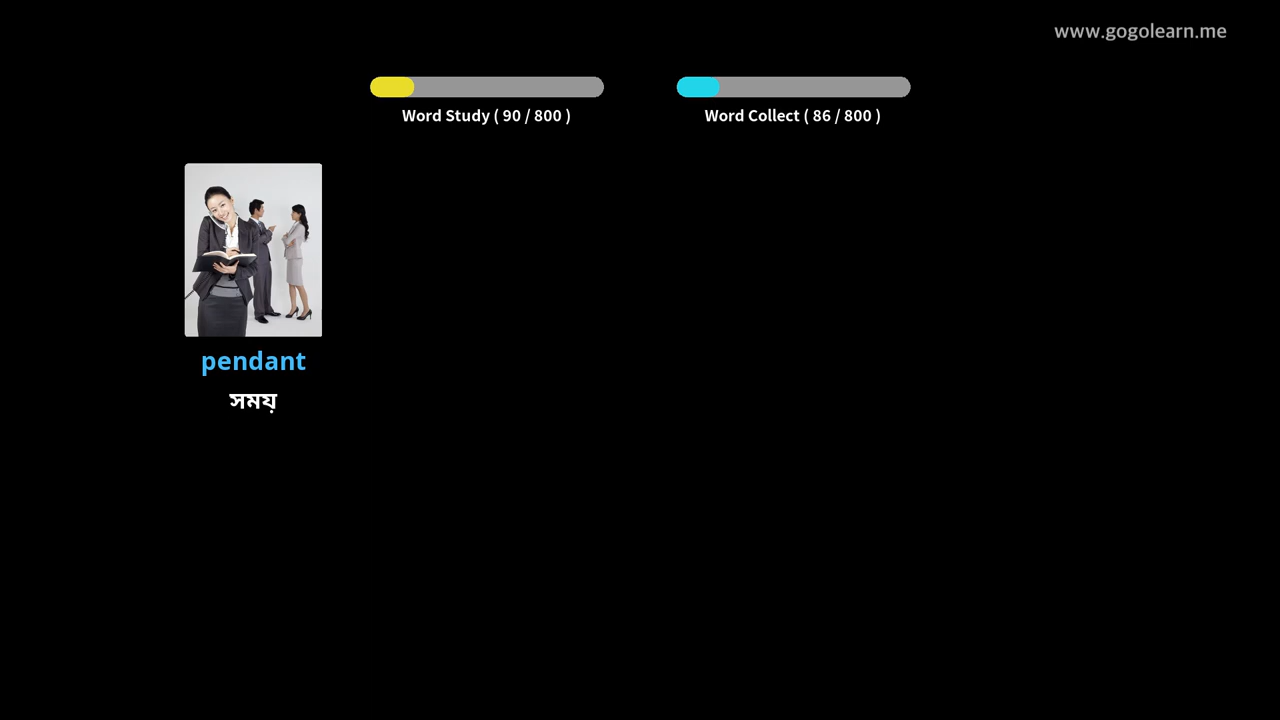 www.gogolearn.me
Word Study ( 90 / 800 )
Word Collect ( 86 / 800 )
pendant
সময়